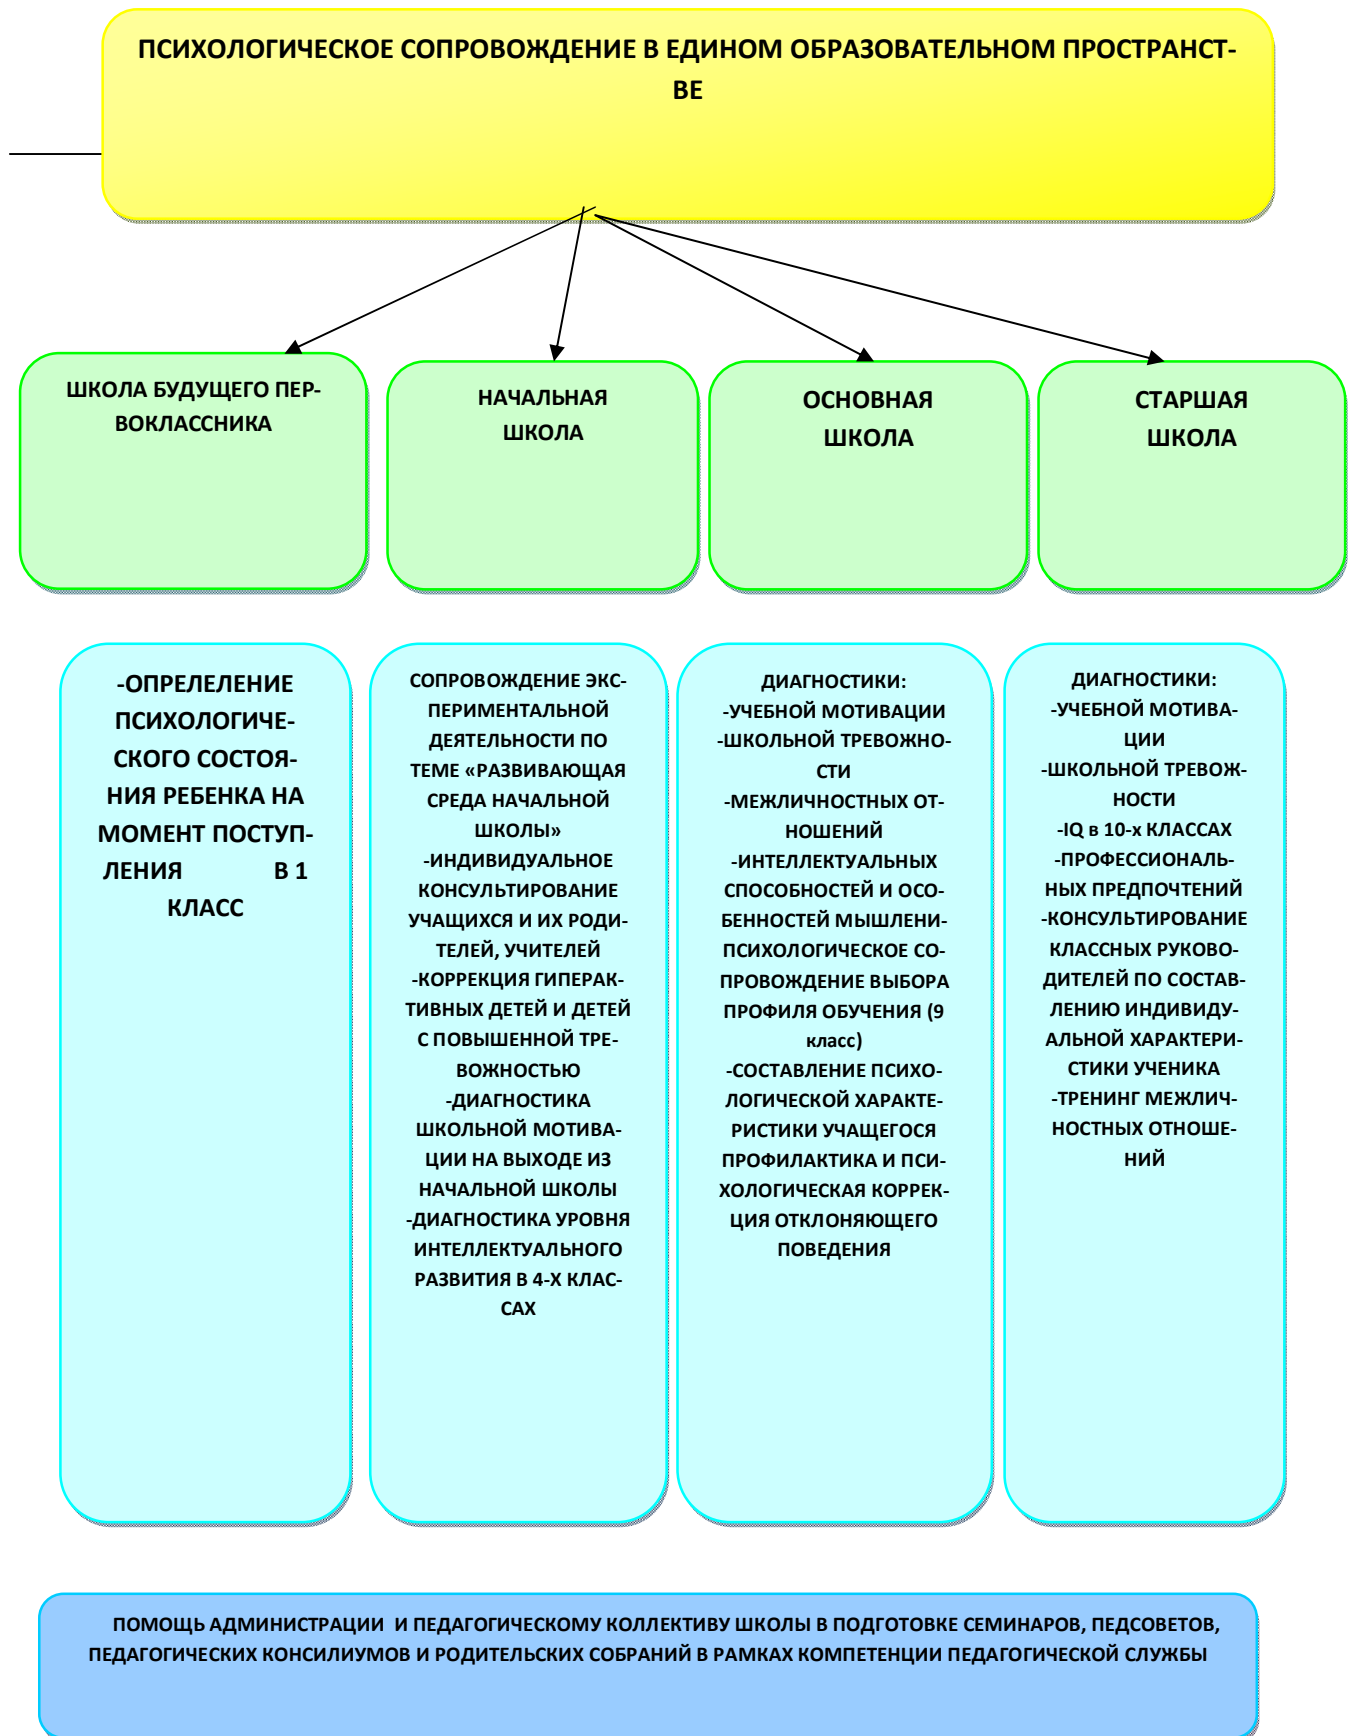 ПСИХОЛОГИЧЕСКОЕ СОПРОВОЖДЕНИЕ В ЕДИНОМ ОБРАЗОВАТЕЛЬНОМ ПРОСТРАНСТ-
ВЕ
ШКОЛА БУДУЩЕГО ПЕР-
ВОКЛАССНИКА
НАЧАЛЬНАЯ
ШКОЛА
ОСНОВНАЯ
ШКОЛА
СТАРШАЯ
ШКОЛА
-ОПРЕЛЕЛЕНИЕ
ПСИХОЛОГИЧЕ-
СКОГО СОСТОЯ-
НИЯ РЕБЕНКА НА
МОМЕНТ ПОСТУП-
ЛЕНИЯ В 1
КЛАСС
СОПРОВОЖДЕНИЕ ЭКС-
ПЕРИМЕНТАЛЬНОЙ
ДЕЯТЕЛЬНОСТИ ПО
ТЕМЕ «РАЗВИВАЮЩАЯ
СРЕДА НАЧАЛЬНОЙ
ШКОЛЫ»
-ИНДИВИДУАЛЬНОЕ
КОНСУЛЬТИРОВАНИЕ
УЧАЩИХСЯ И ИХ РОДИ-
ТЕЛЕЙ, УЧИТЕЛЕЙ
-КОРРЕКЦИЯ ГИПЕРАК-
ТИВНЫХ ДЕТЕЙ И ДЕТЕЙ
С ПОВЫШЕННОЙ ТРЕ-
ВОЖНОСТЬЮ
-ДИАГНОСТИКА
ШКОЛЬНОЙ МОТИВА-
ЦИИ НА ВЫХОДЕ ИЗ
НАЧАЛЬНОЙ ШКОЛЫ
-ДИАГНОСТИКА УРОВНЯ
ИНТЕЛЛЕКТУАЛЬНОГО
РАЗВИТИЯ В 4-Х КЛАС-
САХ
ДИАГНОСТИКИ:
-УЧЕБНОЙ МОТИВАЦИИ
-ШКОЛЬНОЙ ТРЕВОЖНО-
СТИ
-МЕЖЛИЧНОСТНЫХ ОТ-
НОШЕНИЙ
-ИНТЕЛЛЕКТУАЛЬНЫХ
СПОСОБНОСТЕЙ И ОСО-
БЕННОСТЕЙ МЫШЛЕНИ-
ПСИХОЛОГИЧЕСКОЕ СО-
ПРОВОЖДЕНИЕ ВЫБОРА
ПРОФИЛЯ ОБУЧЕНИЯ (9
класс)
-СОСТАВЛЕНИЕ ПСИХО-
ЛОГИЧЕСКОЙ ХАРАКТЕ-
РИСТИКИ УЧАЩЕГОСЯ
ПРОФИЛАКТИКА И ПСИ-
ХОЛОГИЧЕСКАЯ КОРРЕК-
ЦИЯ ОТКЛОНЯЮЩЕГО
ПОВЕДЕНИЯ
ДИАГНОСТИКИ:
-УЧЕБНОЙ МОТИВА-
ЦИИ
-ШКОЛЬНОЙ ТРЕВОЖ-
НОСТИ
-IQ в 10-х КЛАССАХ
-ПРОФЕССИОНАЛЬ-
НЫХ ПРЕДПОЧТЕНИЙ
-КОНСУЛЬТИРОВАНИЕ
КЛАССНЫХ РУКОВО-
ДИТЕЛЕЙ ПО СОСТАВ-
ЛЕНИЮ ИНДИВИДУ-
АЛЬНОЙ ХАРАКТЕРИ-
СТИКИ УЧЕНИКА
-ТРЕНИНГ МЕЖЛИЧ-
НОСТНЫХ ОТНОШЕ-
НИЙ
ПОМОЩЬ АДМИНИСТРАЦИИ И ПЕДАГОГИЧЕСКОМУ КОЛЛЕКТИВУ ШКОЛЫ В ПОДГОТОВКЕ СЕМИНАРОВ, ПЕДСОВЕТОВ,
ПЕДАГОГИЧЕСКИХ КОНСИЛИУМОВ И РОДИТЕЛЬСКИХ СОБРАНИЙ В РАМКАХ КОМПЕТЕНЦИИ ПЕДАГОГИЧЕСКОЙ СЛУЖБЫ